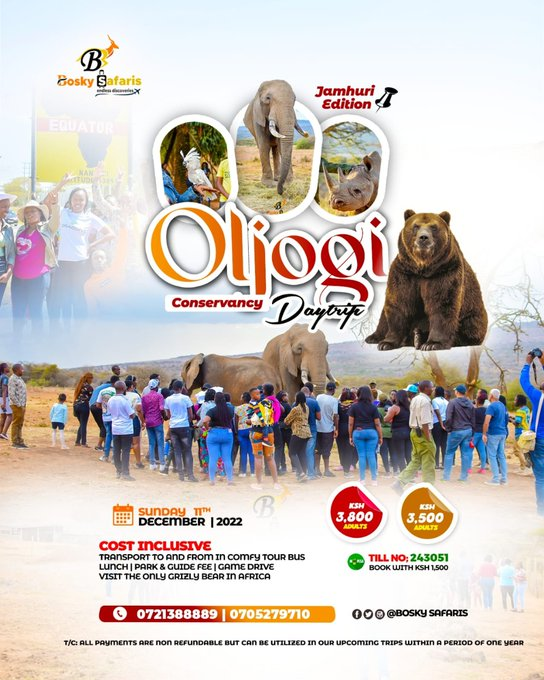 Bosky Safaris
endless discoveries
EQUATOR
Jamhuri
Edition
Oljogi
Conservancy
Daytrip
SUNDAY 11TH
DECEMBER | 2022
KSH
3,800
ADULTS
KSH
3,500
ADULTS
COST INCLUSIVE
TRANSPORT TO AND FROM IN COMFY TOUR BUS
LUNCH | PARK & GUIDE FEE | GAME DRIVE
VISIT THE ONLY GRIZLY BEAR IN AFRICA
TILL NO; 243051
BOOK WITH KSH 1,500
0721388889 | 0705279710
@BOSKY SAFARIS
T/C: ALL PAYMENTS ARE NON REFUNDABLE BUT CAN BE UTILIZED IN OUR UPCOMING TRIPS WITHIN A PERIOD OF ONE YEAR